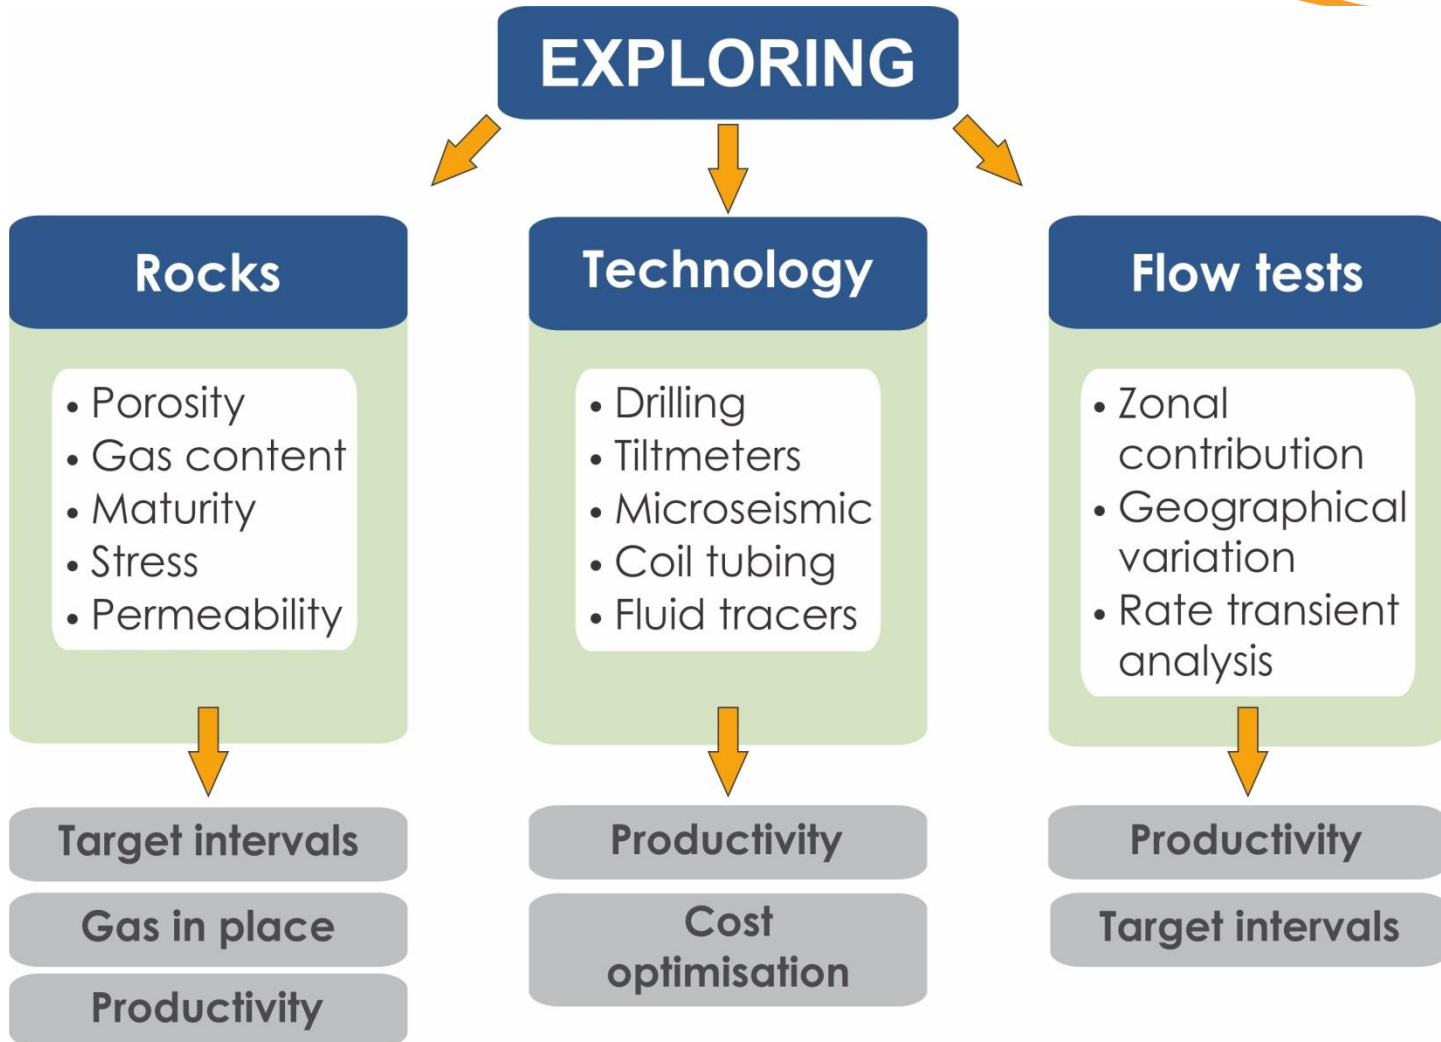 EXPLORING
Rocks
• Porosity
• Gas content
• Maturity
• Stress
• Permeability
Target intervals
Gas in place
Productivity
Technology
• Drilling
• Tiltmeters
• Microseismic
• Coil tubing
• Fluid tracers
Productivity
Cost
optimisation
Flow tests
• Zonal
contribution
• Geographical
variation
• Rate transient
analysis
Productivity
Target intervals